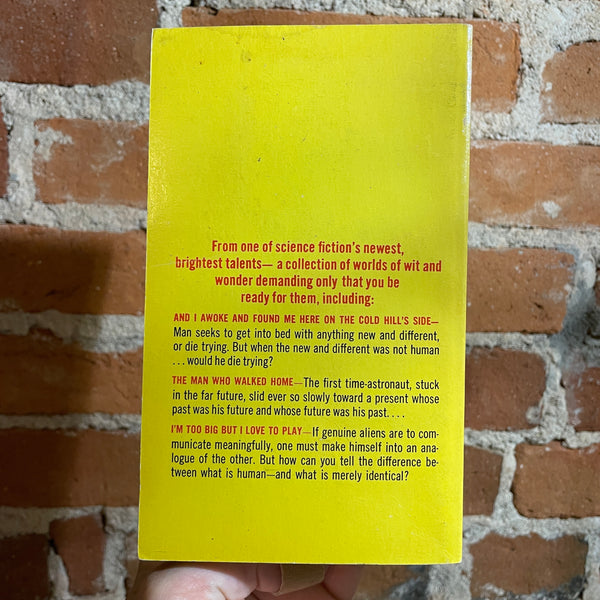 From one of science fiction's newest,
brightest talents— a collection of worlds of wit and
wonder demanding only that you be
ready for them, including:
AND I AWOKE AND FOUND ME HERE ON THE COLD HILL'S SIDE—
Man seeks to get into bed with anything new and different,
or die trying. But when the new and different was not human
. . . would he die trying?
THE MAN WHO WALKED HOME—The first time-astronaut, stuck
in the far future, slid ever so slowly toward a present whose
past was his future and whose future was his past. . . .
I'M TOO BIG BUT I LOVE TO PLAY—If genuine aliens are to com-
municate meaningfully, one must make himself into an ana-
logue of the other. But how can you tell the difference be-
tween what is human—and what is merely identical?